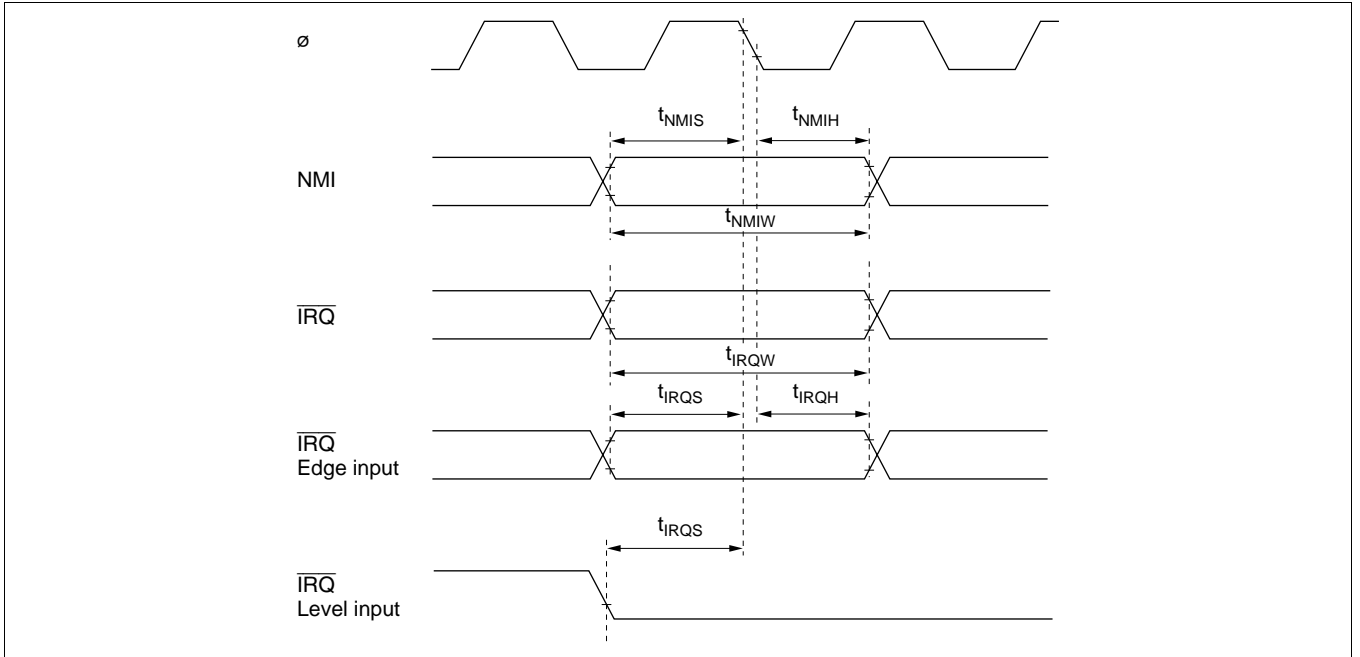 ø
tNMIS
tNMIH
NMI
tNMIW
IRQ
tIRQW
tIRQS
tIRQH
IRQ
Edge input
tIRQS
IRQ
Level input